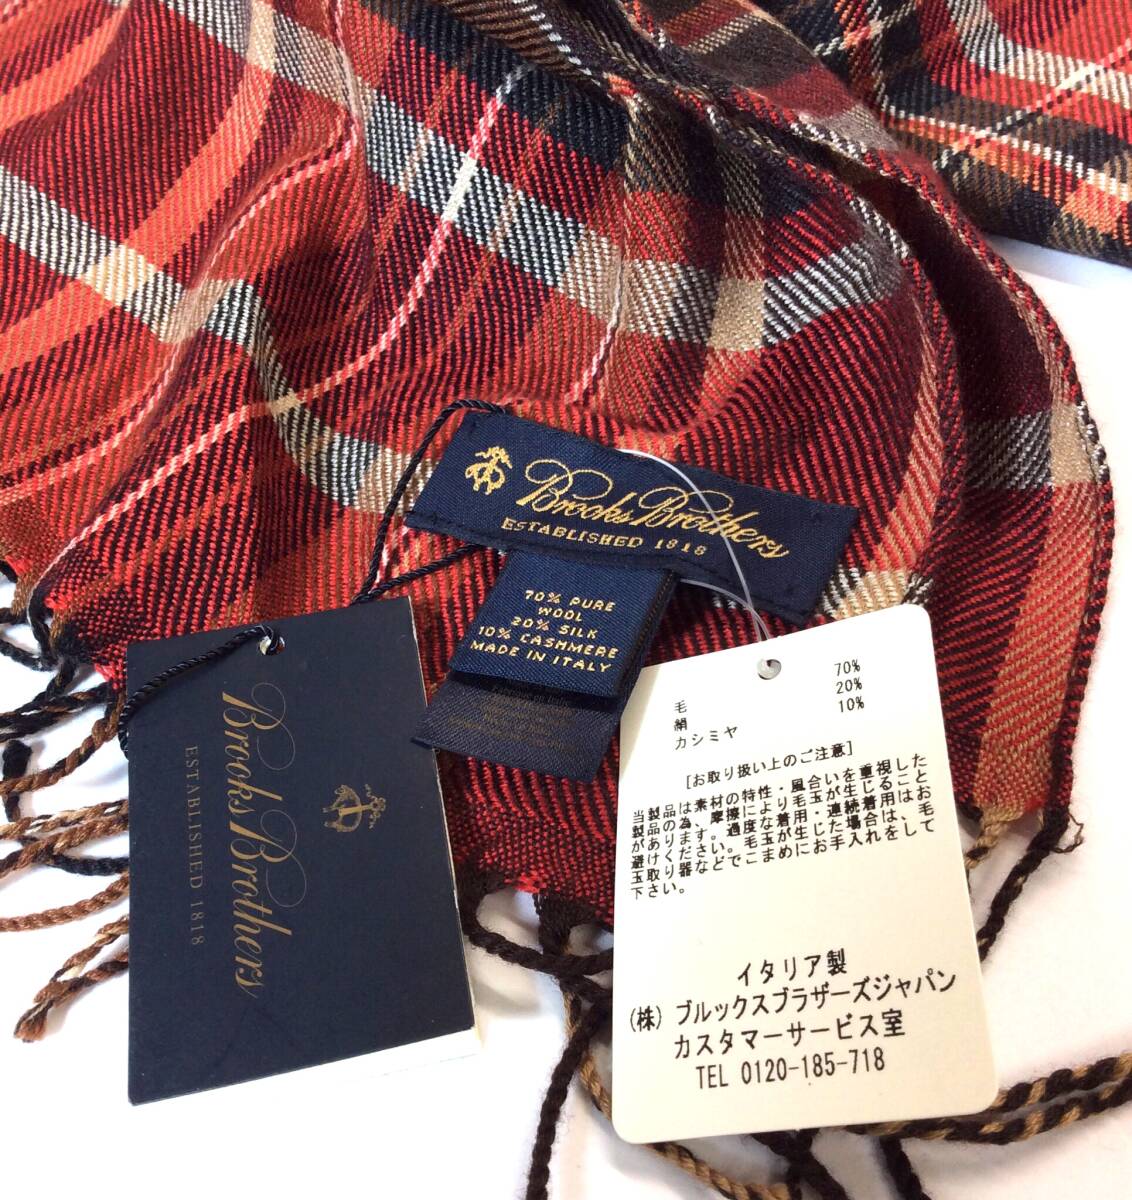 Brooks Brothers
ESTABLISHED 1818
70% PURE
WOOL
20% SILK
10% CASHMERE
MADE IN ITALY
Brooks Brothers
ESTABLISHED 1818
毛 70%
絹 20%
カシミヤ 10%
[お取り扱い上のご注意]
当製品は素材の特性・風合いを重視した
製品の為、摩擦により毛玉が生じること
があります。過度な着用・連続着用はお
避けください。毛玉が生じた場合は、毛
玉取り器などでこまめにお手入れをして
下さい。
イタリア製
(株) ブルックスブラザーズジャパン
カスタマーサービス室
TEL 0120-185-718